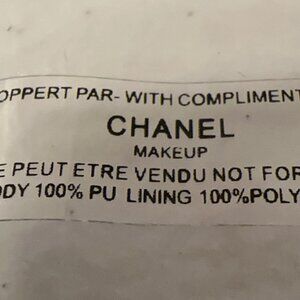 OPPERT PAR- WITH COMPLIMENT
CHANEL
MAKEUP
E PEUT ETRE VENDU NOT FOR
ODY 100% PU LINING 100%POLY